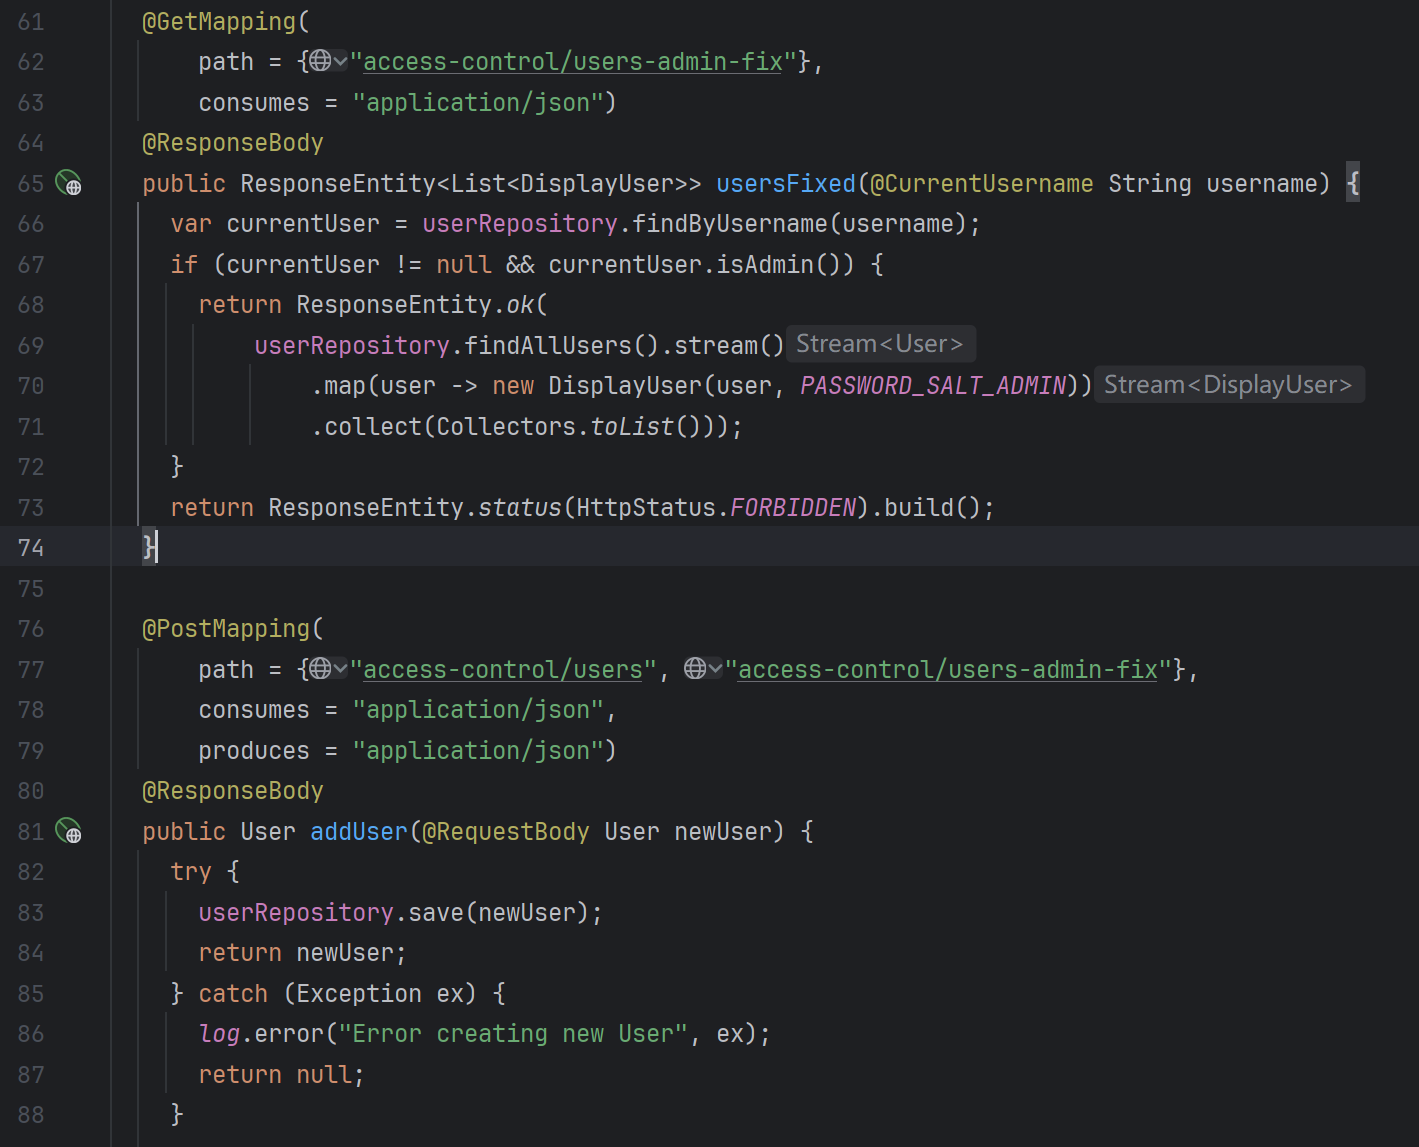 61 @GetMapping(
62 path = {"access-control/users-admin-fix"},
63 consumes = "application/json")
64 @ResponseBody
65 public ResponseEntity<List<DisplayUser>> usersFixed(@CurrentUsername String username) {
66 var currentUser = userRepository.findByUsername(username);
67 if (currentUser != null && currentUser.isAdmin()) {
68 return ResponseEntity.ok(
69 userRepository.findAllUsers().stream() Stream<User>
70 .map(user -> new DisplayUser(user, PASSWORD_SALT_ADMIN)) Stream<DisplayUser>
71 .collect(Collectors.toList()));
72 }
73 return ResponseEntity.status(HttpStatus.FORBIDDEN).build();
74 }
75
76 @PostMapping(
77 path = {"access-control/users", "access-control/users-admin-fix"},
78 consumes = "application/json",
79 produces = "application/json")
80 @ResponseBody
81 public User addUser(@RequestBody User newUser) {
82 try {
83 userRepository.save(newUser);
84 return newUser;
85 } catch (Exception ex) {
86 log.error("Error creating new User", ex);
87 return null;
88 }